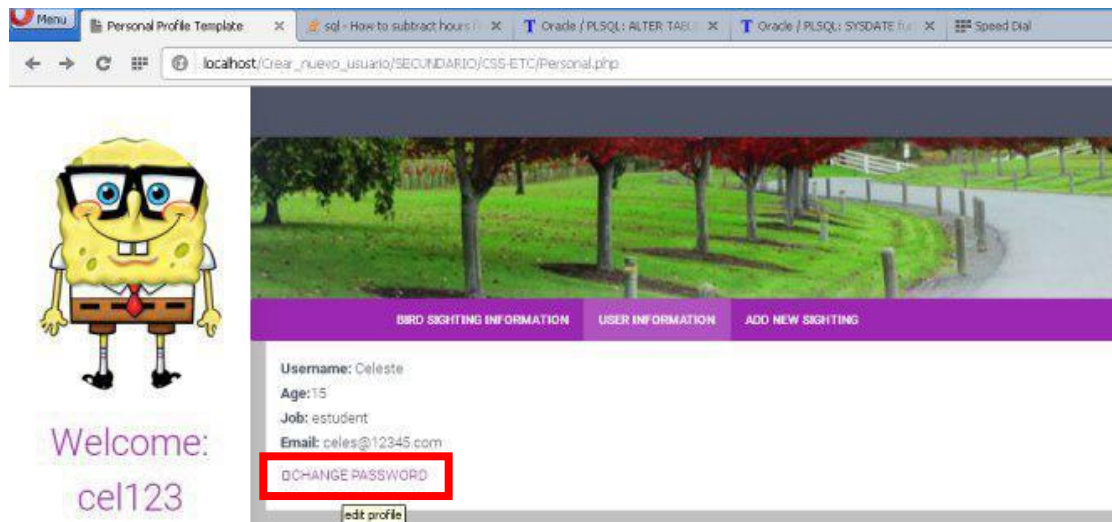 Menu
Personal Profile Template
sql - How to subtract hours
Oracle / PLSQL: ALTER TABL
Oracle / PLSQL: SYSDATE
Speed Dial
localhost/Crear_nuevo_usuario/SECUNDARIO/CSS-ETC/Personal.php
BIRD SIGHTING INFORMATION
USER INFORMATION
ADD NEW SIGHTING
Username: Celeste
Age:15
Job: estudent
Email: celes@12345.com
CHANGE PASSWORD
edit profile
Welcome:
cel123